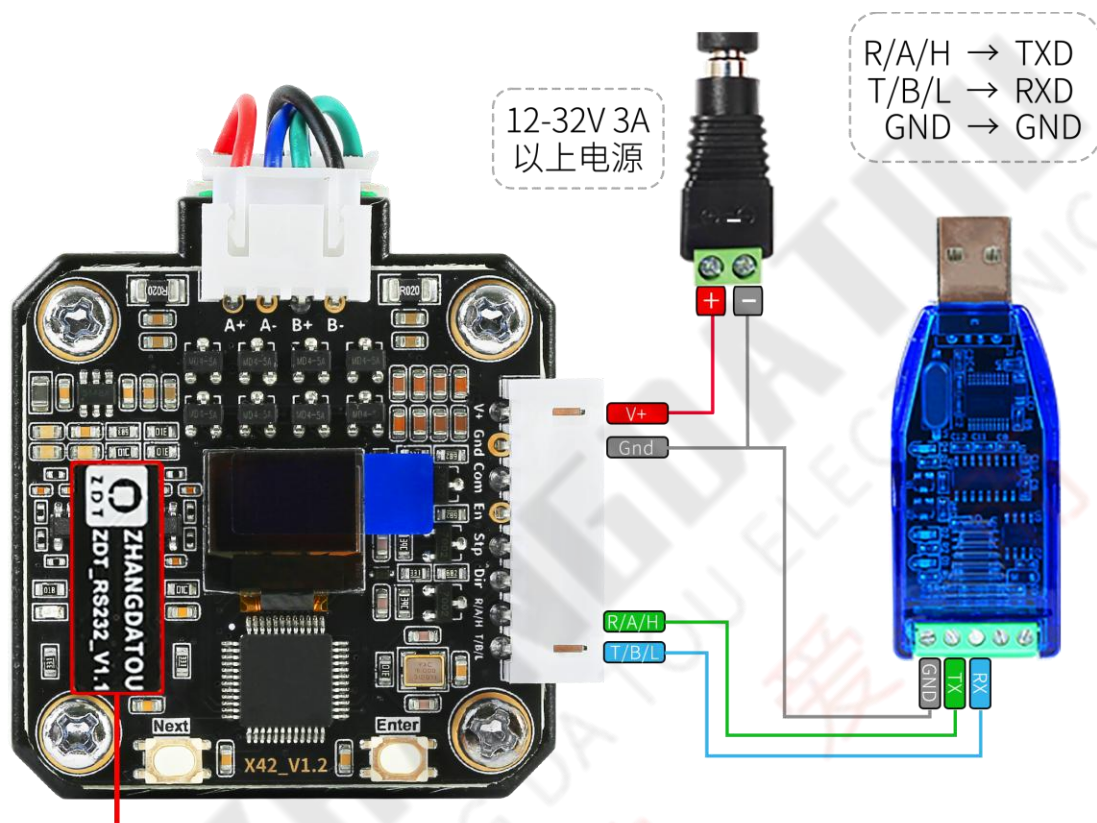 12-32V 3A
以上电源
R/A/H → TXD
T/B/L → RXD
GND → GND
R020
R020
A+ A- B+ B-
V+
Gnd
Com
En
Stp
Dir
R/A/H
T/B/L
+
−
V+
Gnd
R/A/H
T/B/L
GND
TX
RX
ZDT
ZHANGDATOU
ZDT_RS232_V1.1
Next
Enter
X42_V1.2